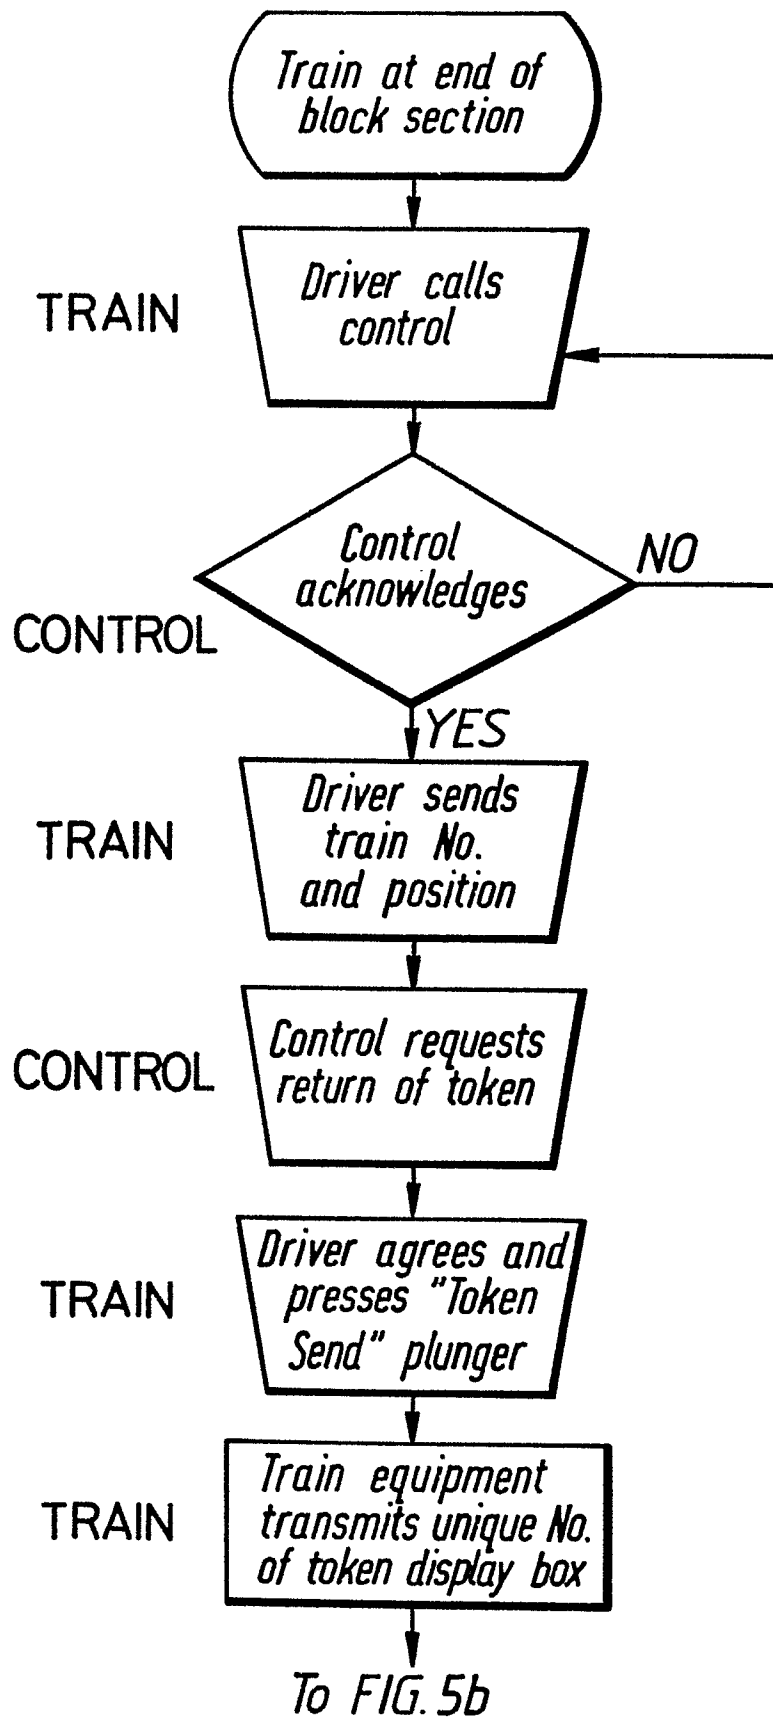 Train at end of
block section
TRAIN
Driver calls
control
Control
acknowledges
NO
CONTROL
YES
TRAIN
Driver sends
train No.
and position
CONTROL
Control requests
return of token
TRAIN
Driver agrees and
presses "Token
Send" plunger
TRAIN
Train equipment
transmits unique No.
of token display box
To FIG. 5b